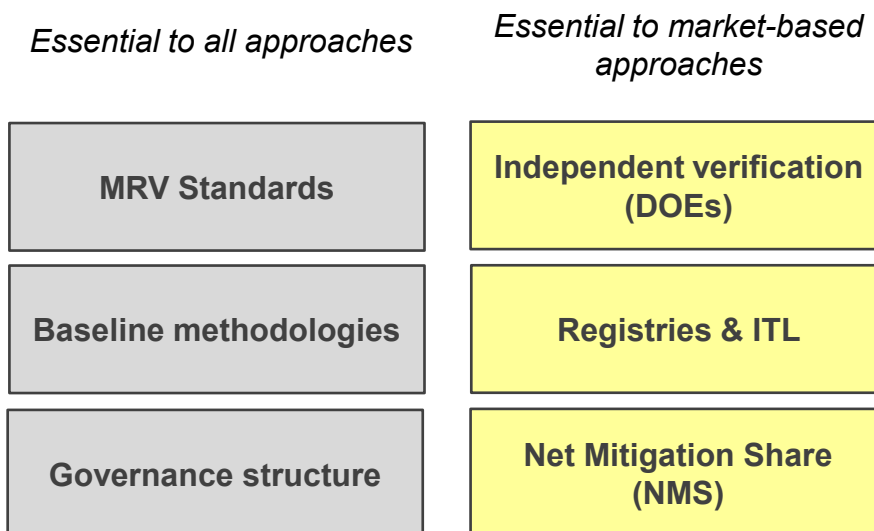 Essential to all approaches
Essential to market-based
approaches
MRV Standards
Independent verification
(DOEs)
Baseline methodologies
Registries & ITL
Governance structure
Net Mitigation Share
(NMS)